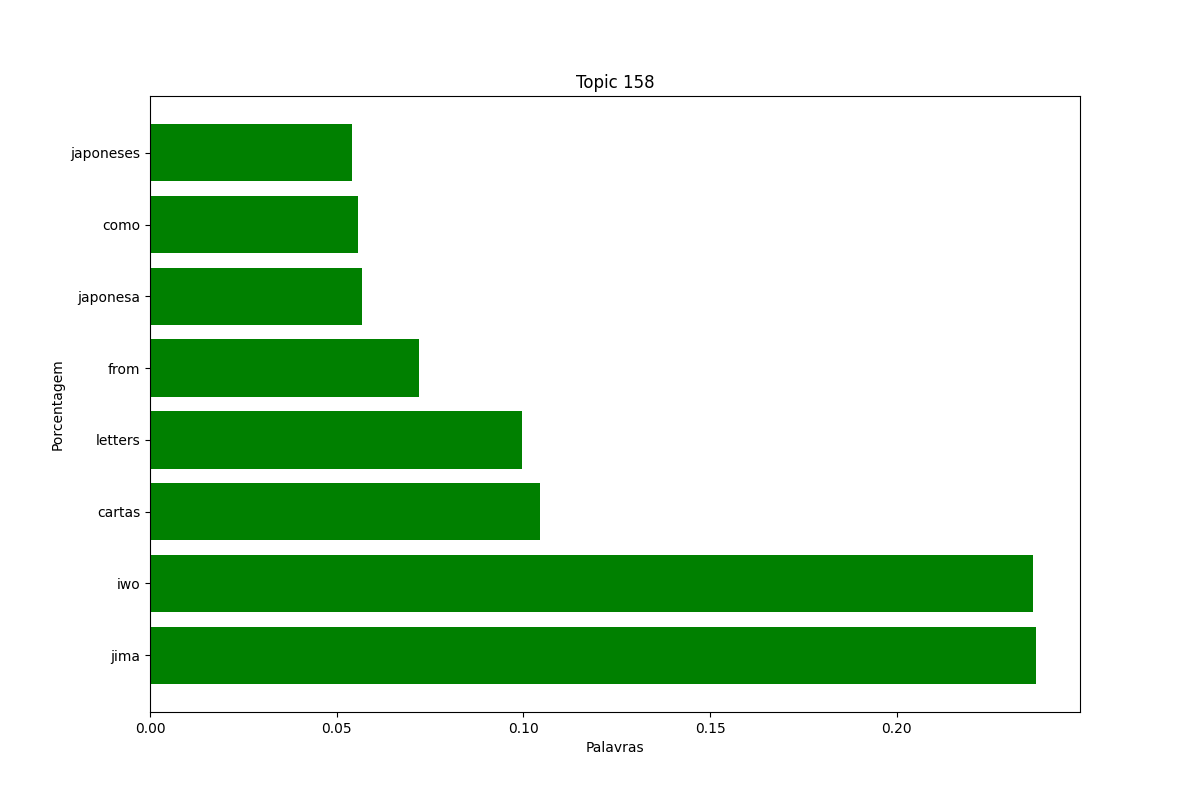 Topic 158
japoneses
como
japonesa
from
letters
cartas
iwo
jima
Porcentagem
0.00 0.05 0.10 0.15 0.20
Palavras